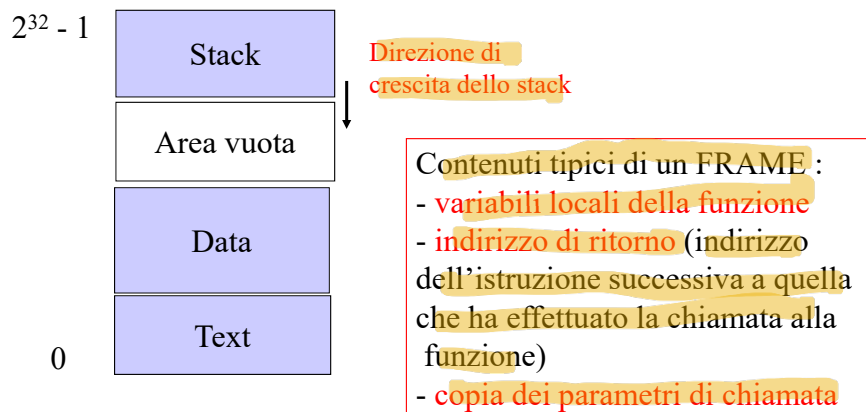 2³² - 1
Stack
Direzione di
crescita dello stack
Area vuota
Data
Text
0
Contenuti tipici di un FRAME :
- variabili locali della funzione
- indirizzo di ritorno (indirizzo
dell’istruzione successiva a quella
che ha effettuato la chiamata alla
funzione)
- copia dei parametri di chiamata